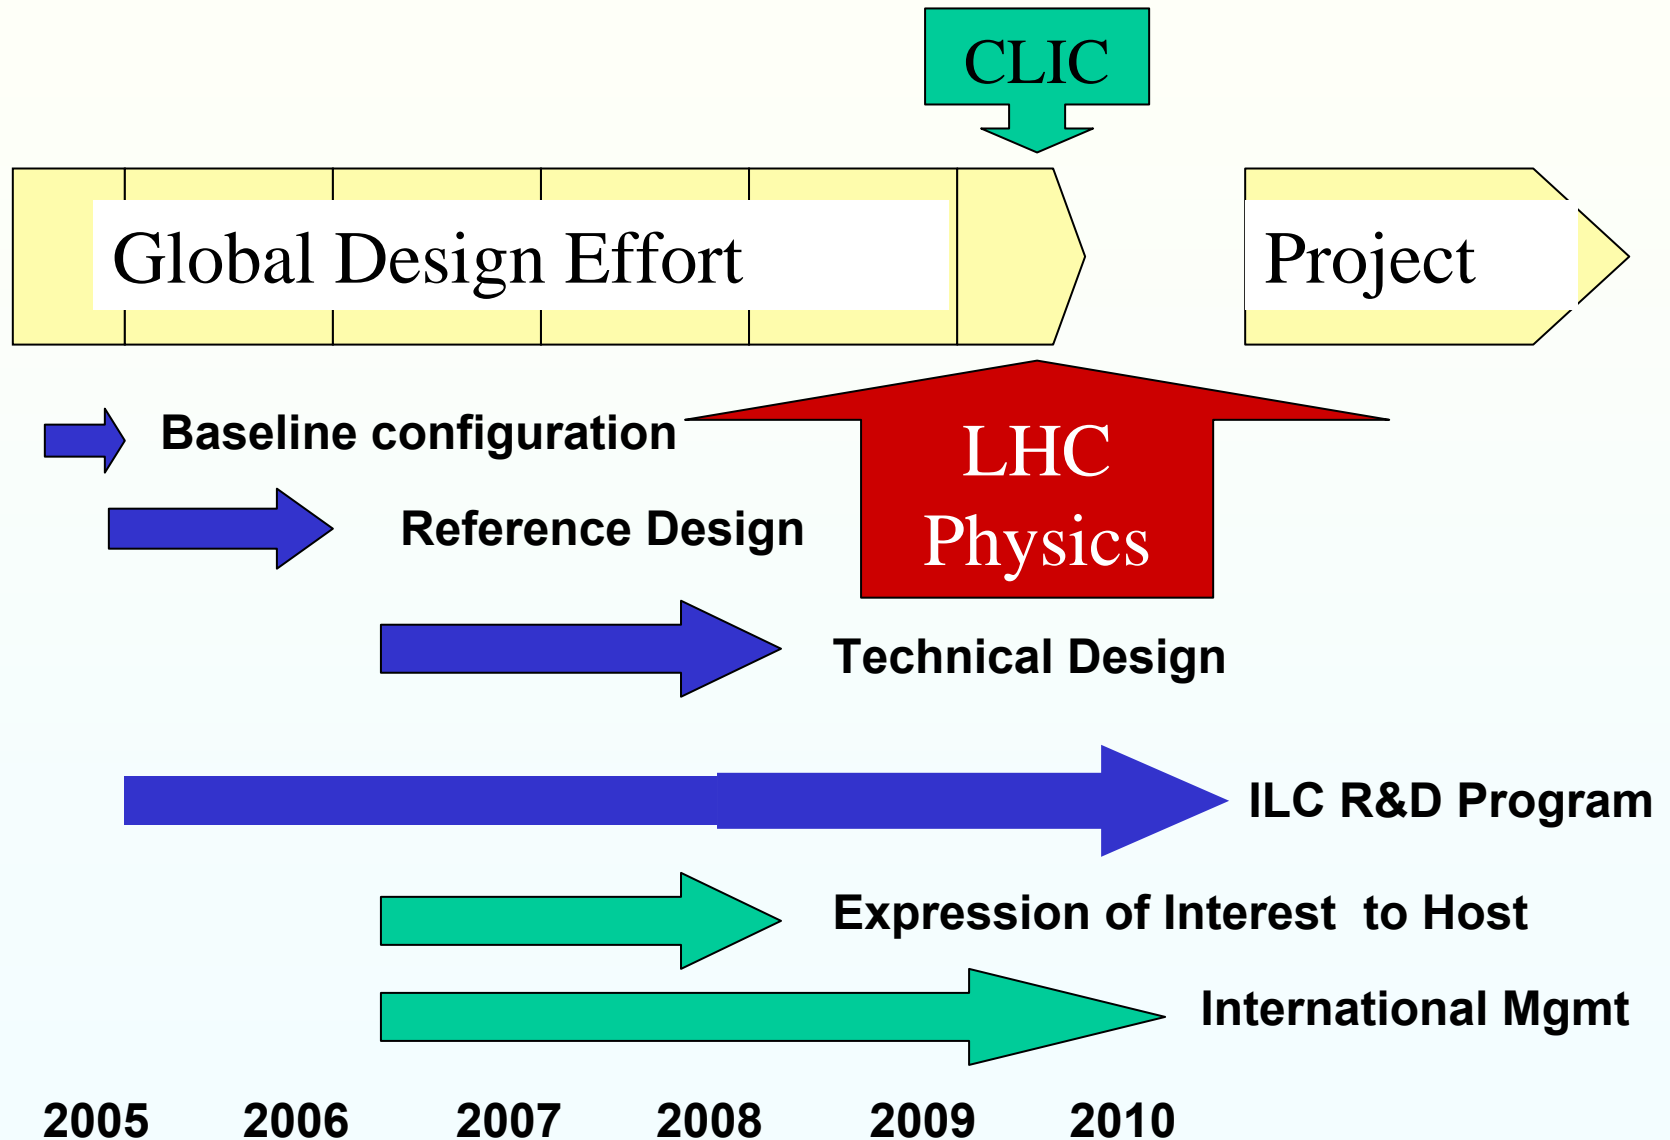 CLIC
Global Design Effort
Project
Baseline configuration
LHC
Physics
Reference Design
Technical Design
ILC R&D Program
Expression of Interest to Host
International Mgmt
2005 2006 2007 2008 2009 2010